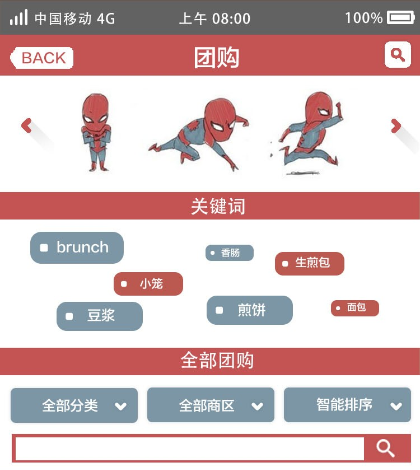 中国移动 4G 上午 08:00 100%
BACK 团购
关键词
brunch 香肠
生煎包
小笼
豆浆 煎饼 面包
全部团购
全部分类 全部商区 智能排序